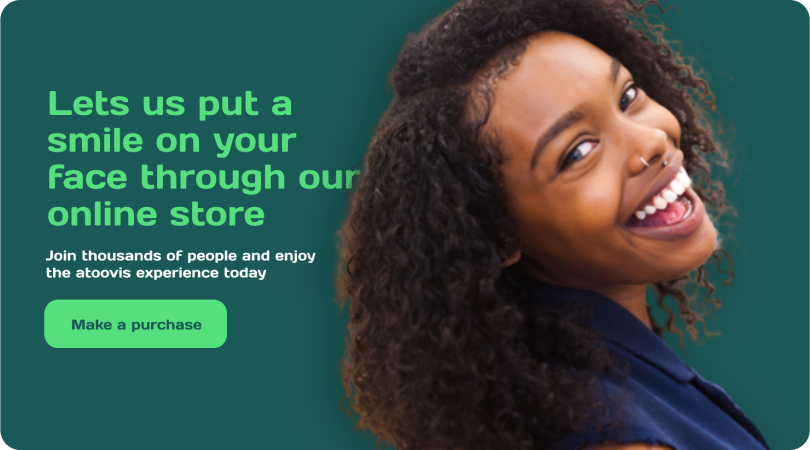 Lets us put a
smile on your
face through our
online store
Join thousands of people and enjoy
the atoovis experience today
Make a purchase